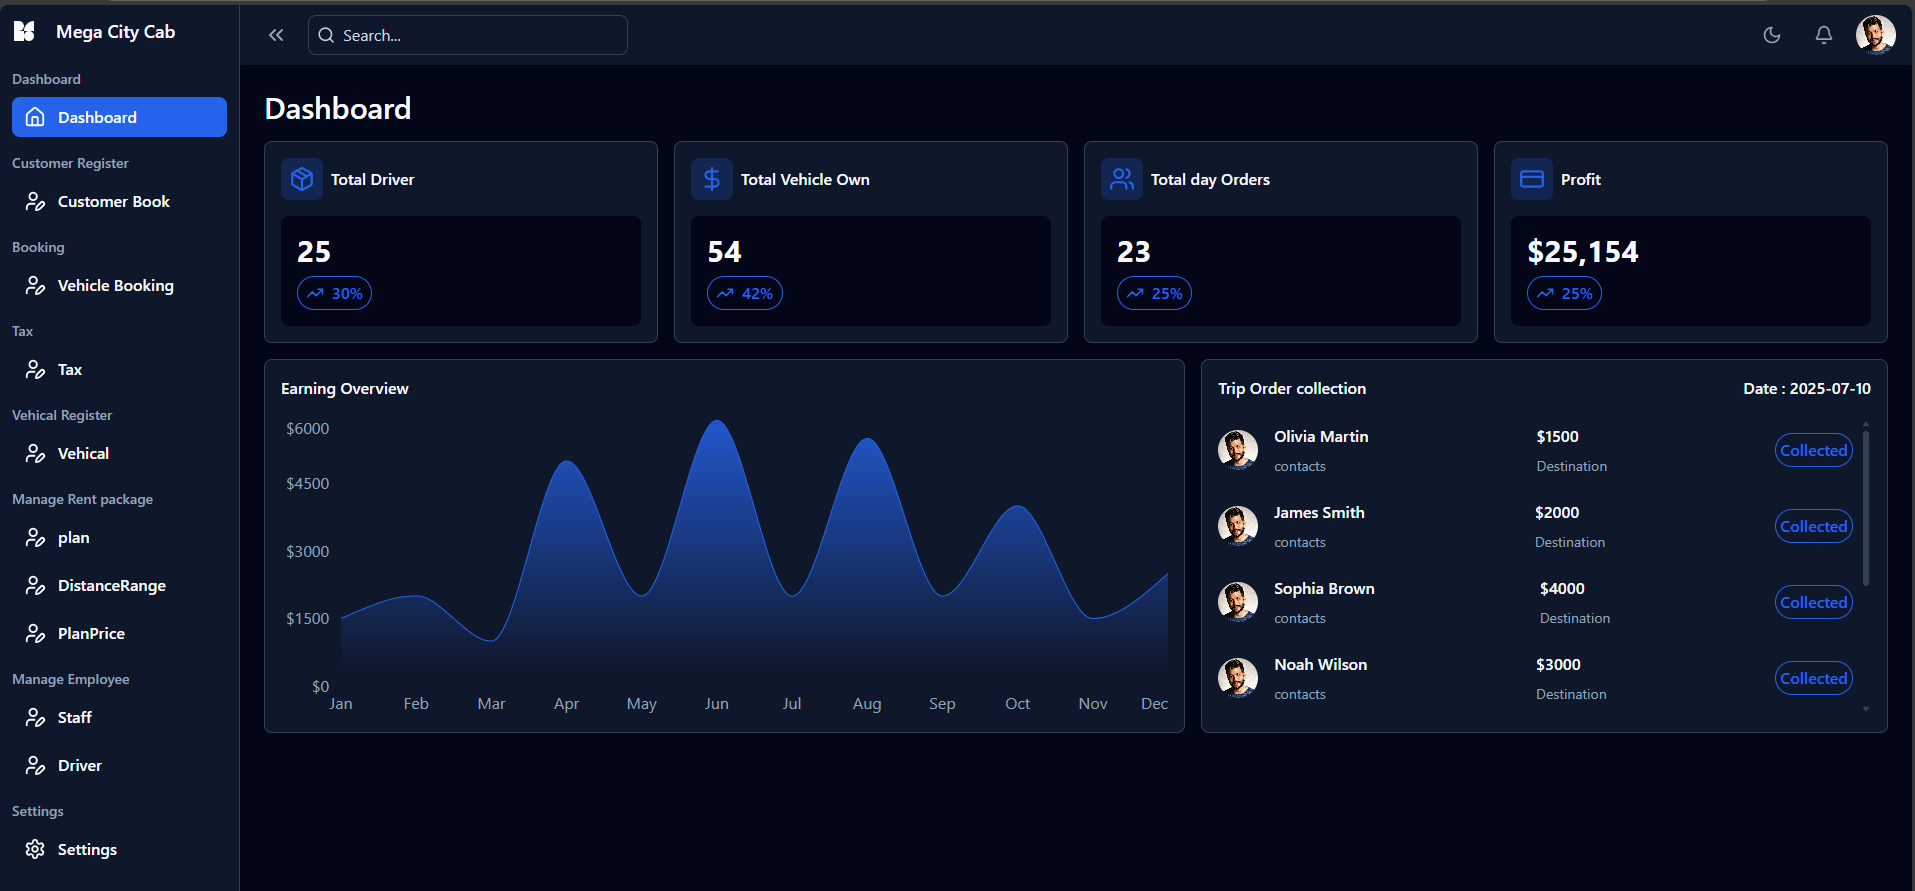 Mega City Cab
Dashboard
Dashboard
Customer Register
Customer Book
Booking
Vehicle Booking
Tax
Tax
Vehical Register
Vehical
Manage Rent package
plan
DistanceRange
PlanPrice
Manage Employee
Staff
Driver
Settings
Settings
Search...
Dashboard
Total Driver
25
30%
Total Vehicle Own
54
42%
Total day Orders
23
25%
Profit
$25,154
25%
Earning Overview
$6000
$4500
$3000
$1500
$0
Jan Feb Mar Apr May Jun Jul Aug Sep Oct Nov Dec
Trip Order collection Date : 2025-07-10
Olivia Martin $1500
contacts Destination
Collected
James Smith $2000
contacts Destination
Collected
Sophia Brown $4000
contacts Destination
Collected
Noah Wilson $3000
contacts Destination
Collected